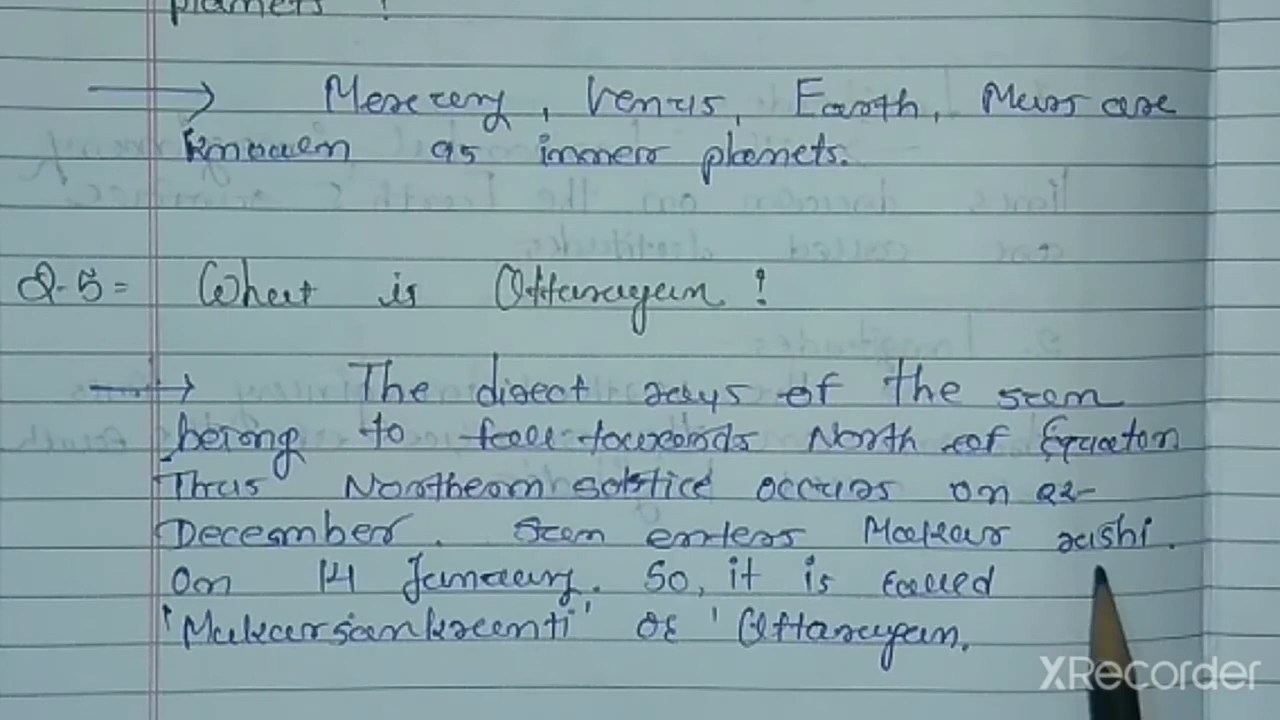 planets ?
→ Mercury, Venus, Earth, Mars are
known as inner planets.
Q-5= What is Uttarayan ?
→ The direct rays of the sun
being to fall towards North of Equator
Thus Northern solstice occurs on 22-
December. Sun enters Makar rashi.
on 14 January. So, it is called
'Makarsankranti' or 'Uttarayan.
XRecorder